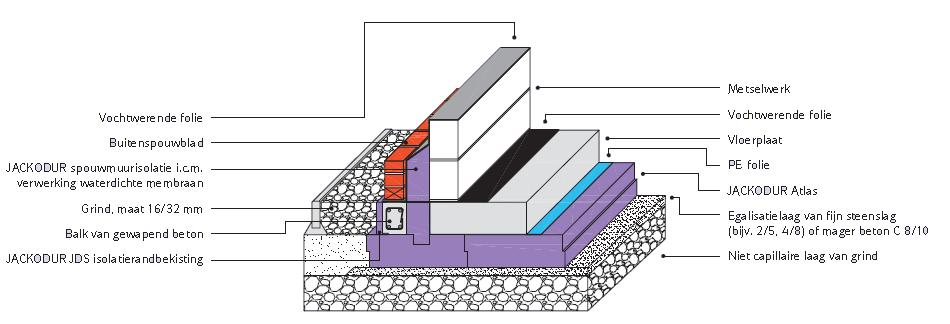 Vochtwerende folie
Buitenspouwblad
JACKODUR spouwmuurisolatie i.c.m.
verwerking waterdichte membraan
Grind, maat 16/32 mm
Balk van gewapend beton
JACKODUR JDS isolatierandbekisting
Metselwerk
Vochtwerende folie
Vloerplaat
PE folie
JACKODUR Atlas
Egalisatielaag van fijn steenslag
(bijv. 2/5, 4/8) of mager beton C 8/10
Niet capillaire laag van grind